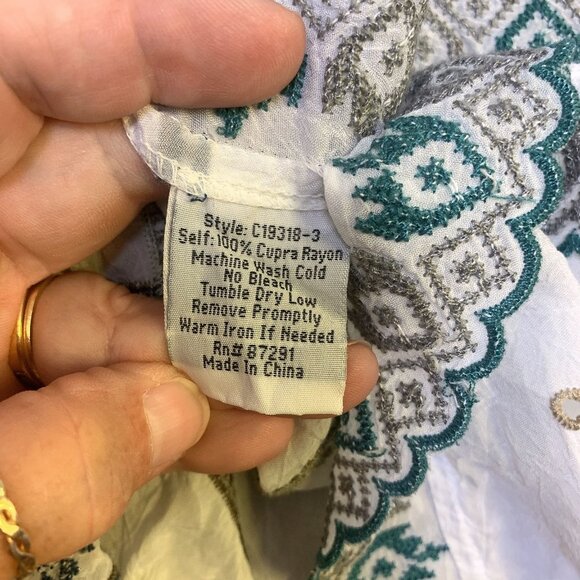 Style: C19318-3
Self:100% Cupra Rayon
Machine Wash Cold
No Bleach
Tumble Dry Low
Remove Promptly
Warm Iron If Needed
Rn# 87291
Made In China